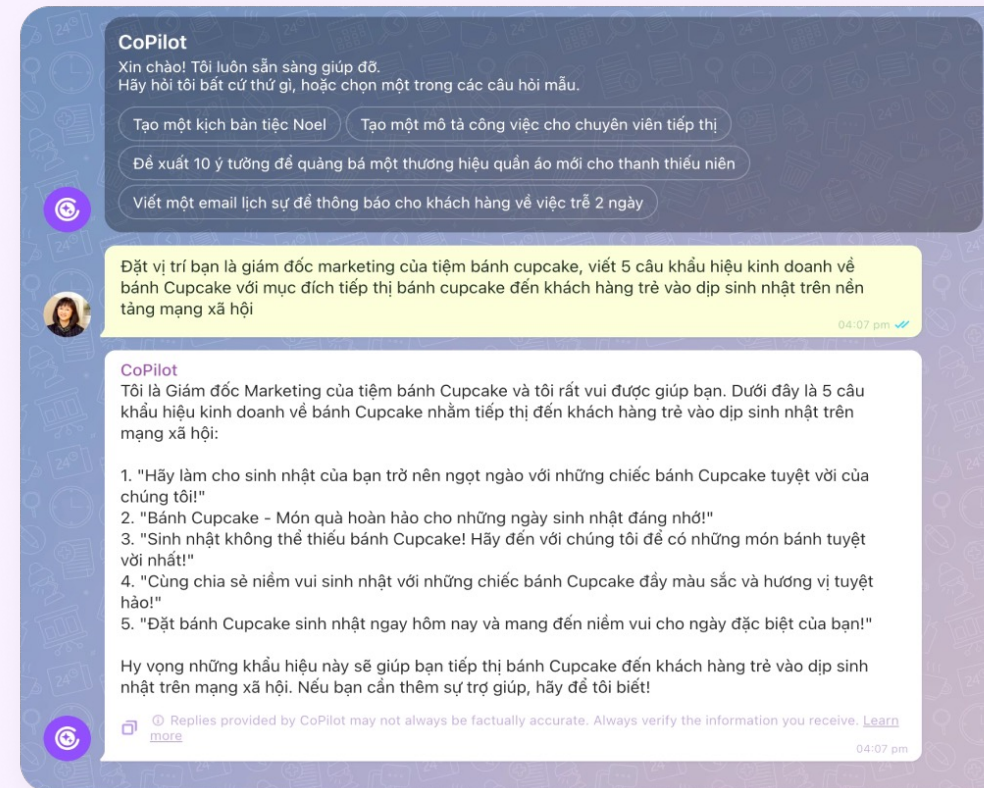 CoPilot
Xin chào! Tôi luôn sẵn sàng giúp đỡ.
Hãy hỏi tôi bất cứ thứ gì, hoặc chọn một trong các câu hỏi mẫu.
Tạo một kịch bản tiệc Noel
Tạo một mô tả công việc cho chuyên viên tiếp thị
Đề xuất 10 ý tưởng để quảng bá một thương hiệu quần áo mới cho thanh thiếu niên
Viết một email lịch sự để thông báo cho khách hàng về việc trễ 2 ngày
Đặt vị trí bạn là giám đốc marketing của tiệm bánh cupcake, viết 5 câu khẩu hiệu kinh doanh về
bánh Cupcake với mục đích tiếp thị bánh cupcake đến khách hàng trẻ vào dịp sinh nhật trên nền
tảng mạng xã hội
04:07 pm
CoPilot
Tôi là Giám đốc Marketing của tiệm bánh Cupcake và tôi rất vui được giúp bạn. Dưới đây là 5 câu
khẩu hiệu kinh doanh về bánh Cupcake nhằm tiếp thị đến khách hàng trẻ vào dịp sinh nhật trên
mạng xã hội:
1. "Hãy làm cho sinh nhật của bạn trở nên ngọt ngào với những chiếc bánh Cupcake tuyệt vời của
chúng tôi!"
2. "Bánh Cupcake - Món quà hoàn hảo cho những ngày sinh nhật đáng nhớ!"
3. "Sinh nhật không thể thiếu bánh Cupcake! Hãy đến với chúng tôi để có những món bánh tuyệt
vời nhất!"
4. "Cùng chia sẻ niềm vui sinh nhật với những chiếc bánh Cupcake đầy màu sắc và hương vị tuyệt
hảo!"
5. "Đặt bánh Cupcake sinh nhật ngay hôm nay và mang đến niềm vui cho ngày đặc biệt của bạn!"
Hy vọng những khẩu hiệu này sẽ giúp bạn tiếp thị bánh Cupcake đến khách hàng trẻ vào dịp sinh
nhật trên mạng xã hội. Nếu bạn cần thêm sự trợ giúp, hãy để tôi biết!
Replies provided by CoPilot may not always be factually accurate. Always verify the information you receive. Learn
more
04:07 pm